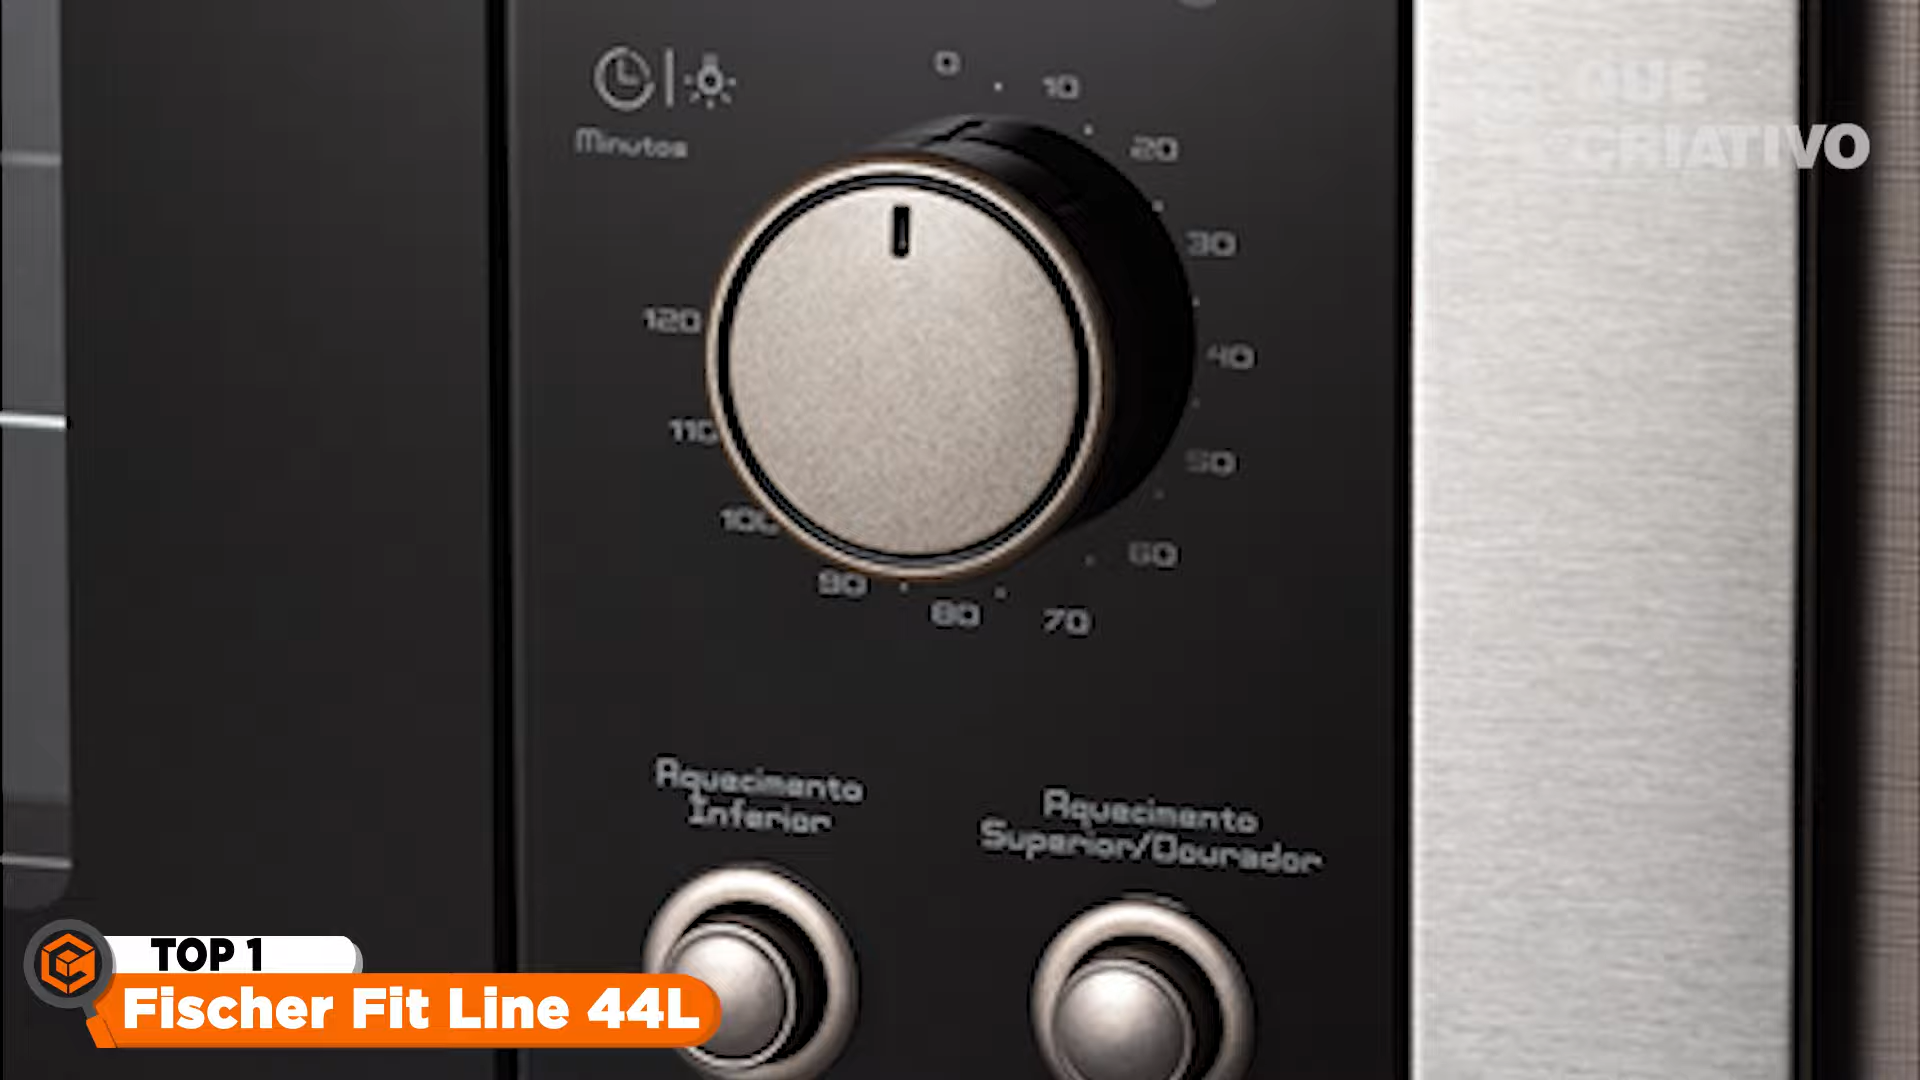 QUE
CRIATIVO
0
10
20
30
40
50
60
70
80
90
100
110
120
Minutos
Aquecimento
Inferior
Aquecimento
Superior/Dourador
TOP 1
Fischer Fit Line 44L